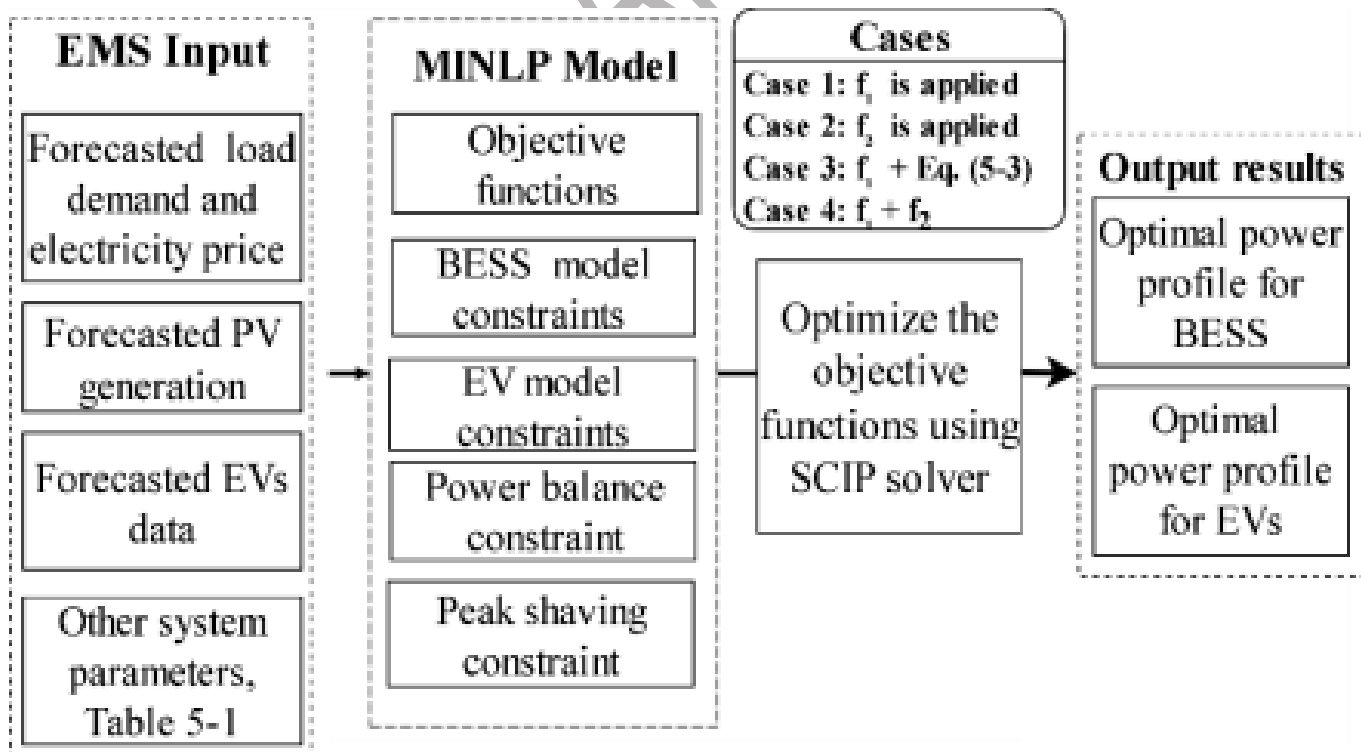 EMS Input
Forecasted load
demand and
electricity price
Forecasted PV
generation
Forecasted EVs
data
Other system
parameters,
Table 5-1
MINLP Model
Objective
functions
BESS model
constraints
EV model
constraints
Power balance
constraint
Peak shaving
constraint
Cases
Case 1: f₁ is applied
Case 2: f₂ is applied
Case 3: f₁ + Eq. (5-3)
Case 4: f₁ + f₂
Optimize the
objective
functions using
SCIP solver
Output results
Optimal power
profile for
BESS
Optimal
power profile
for EVs